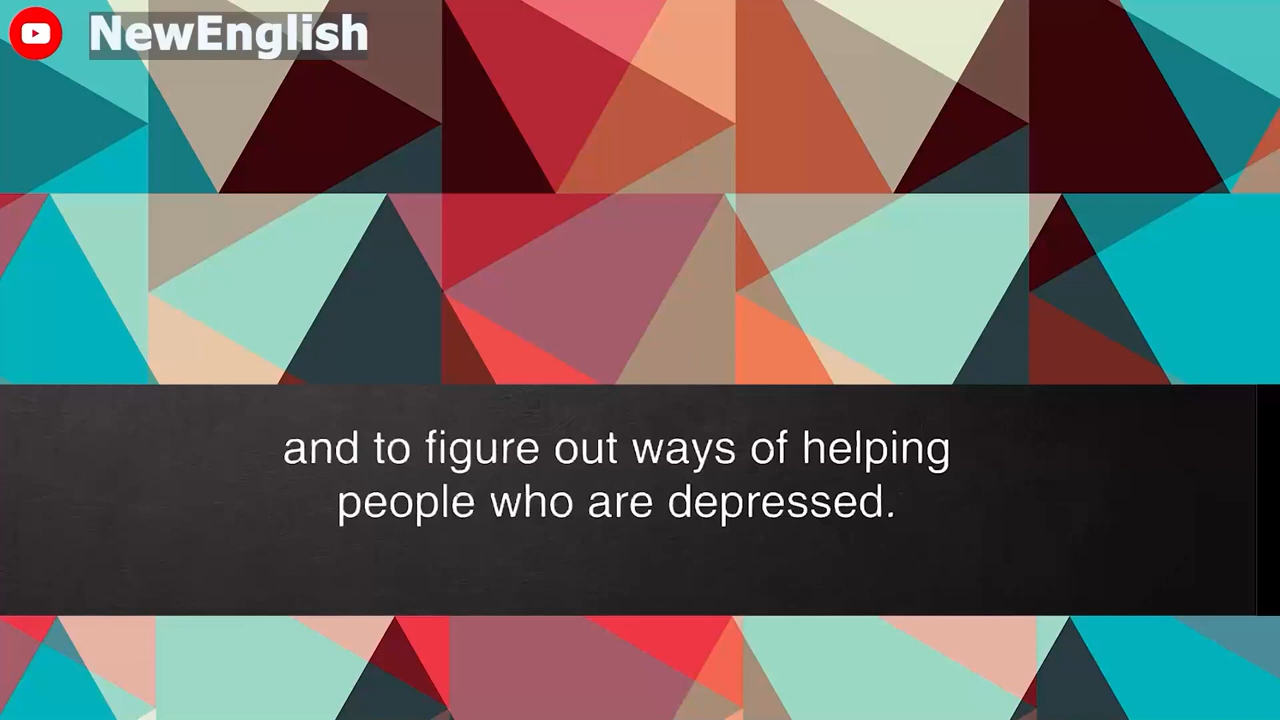 NewEnglish
and to figure out ways of helping
people who are depressed.